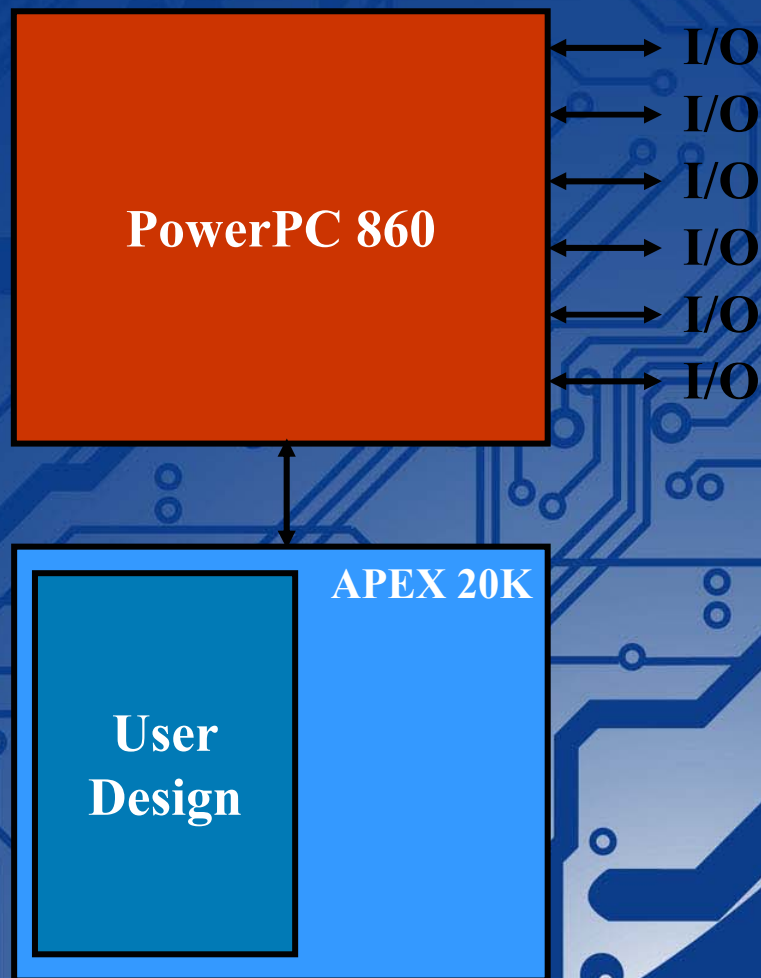 I/O
I/O
I/O
PowerPC 860
I/O
I/O
I/O
APEX 20K
User
Design